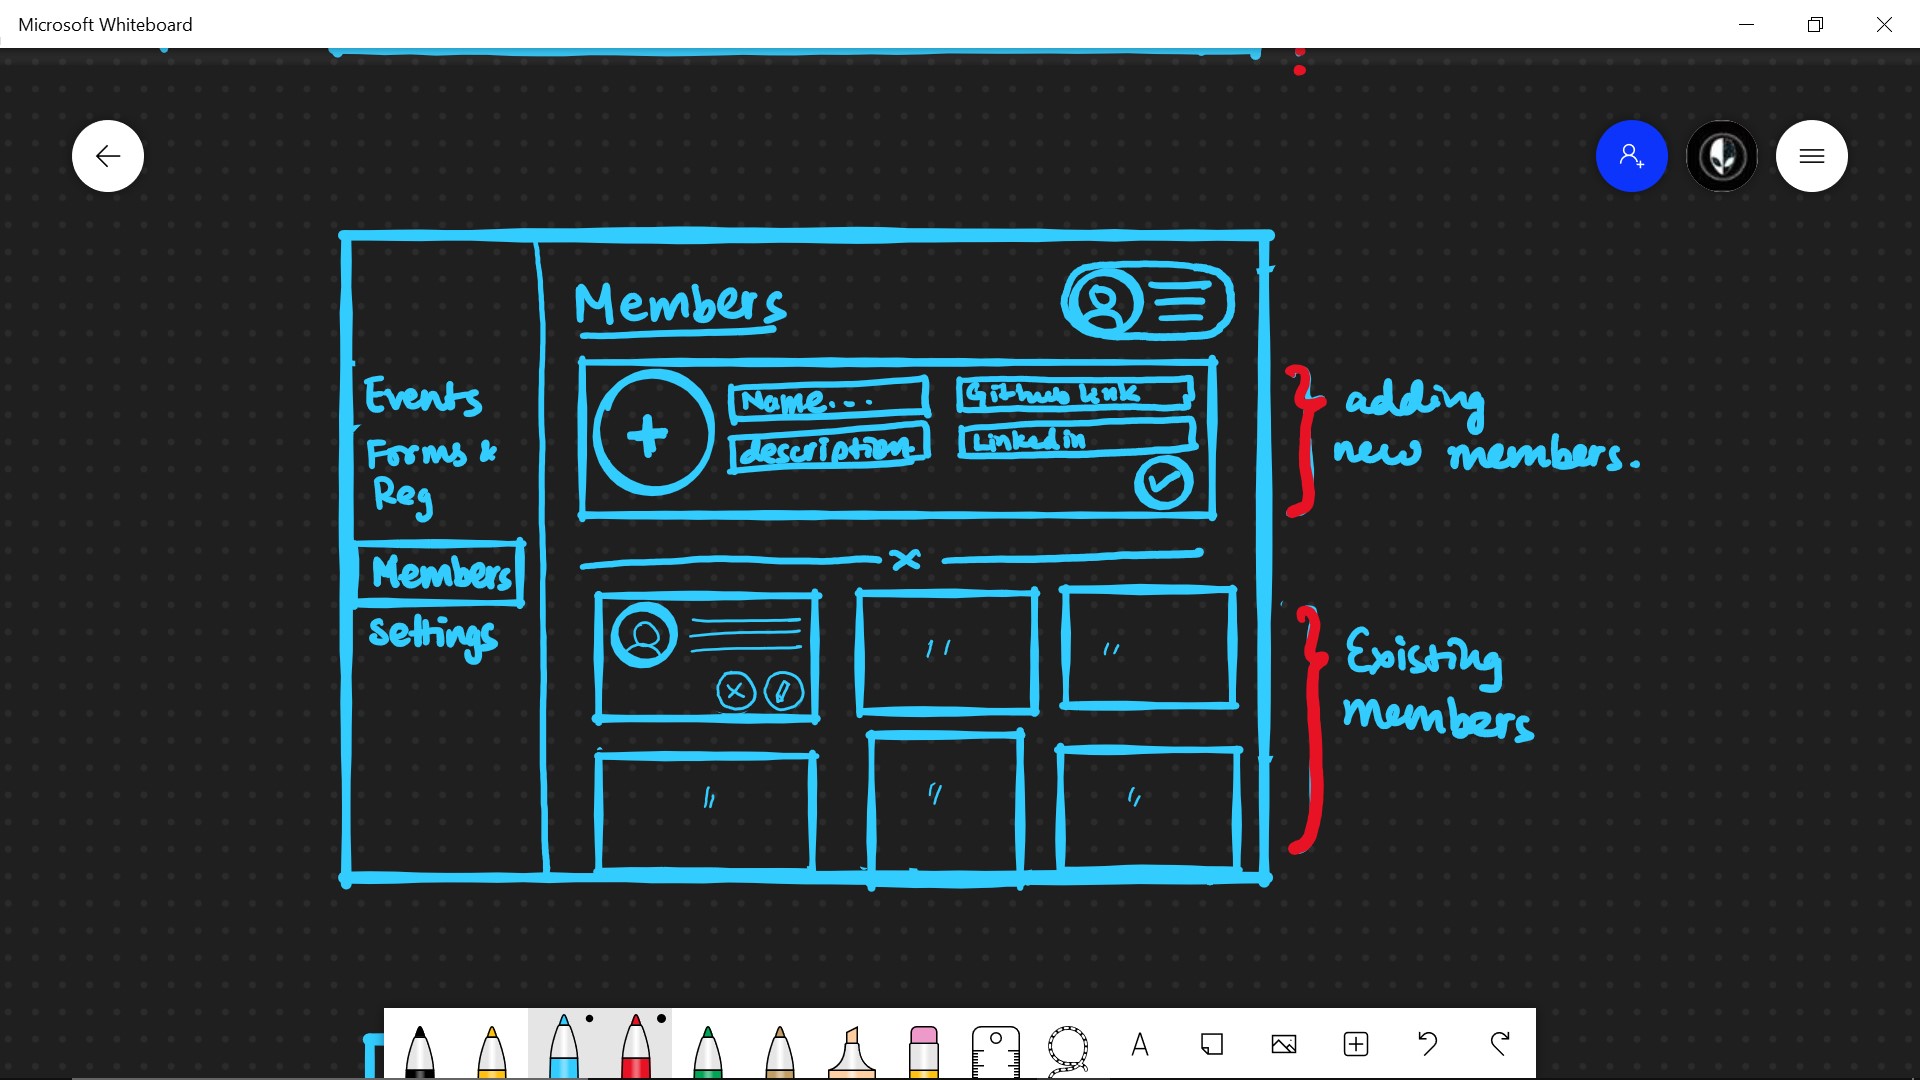 Microsoft Whiteboard
Members
Events
Forms &
Reg
Members
Settings
Name...
description
Github link
Linkedin
adding
new members.
Existing
members
A